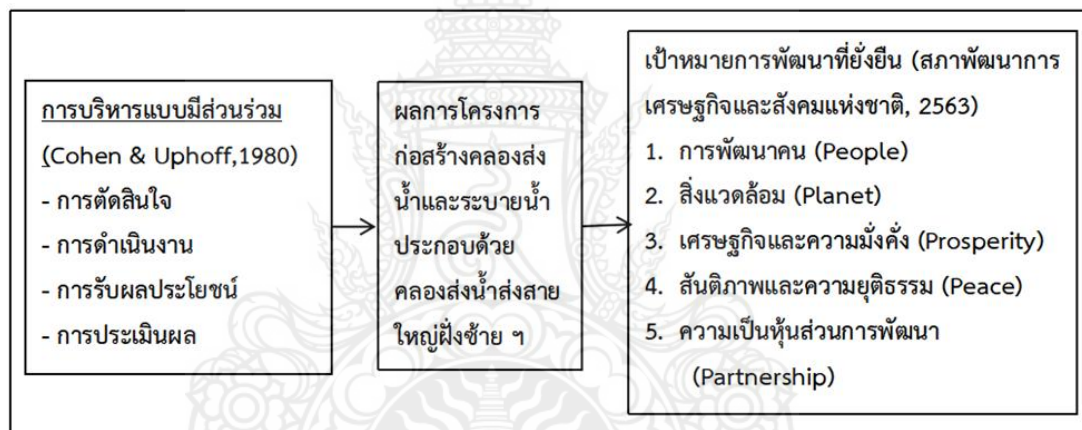 การบริหารแบบมีส่วนร่วม
(Cohen & Uphoff,1980)
- การตัดสินใจ
- การดำเนินงาน
- การรับผลประโยชน์
- การประเมินผล
ผลการโครงการ
ก่อสร้างคลองส่ง
น้ำและระบายน้ำ
ประกอบด้วย
คลองส่งน้ำส่งสาย
ใหญ่ฝั่งซ้าย ฯ
เป้าหมายการพัฒนาที่ยั่งยืน (สภาพัฒนาการ
เศรษฐกิจและสังคมแห่งชาติ, 2563)
1. การพัฒนาคน (People)
2. สิ่งแวดล้อม (Planet)
3. เศรษฐกิจและความมั่งคั่ง (Prosperity)
4. สันติภาพและความยุติธรรม (Peace)
5. ความเป็นหุ้นส่วนการพัฒนา
(Partnership)